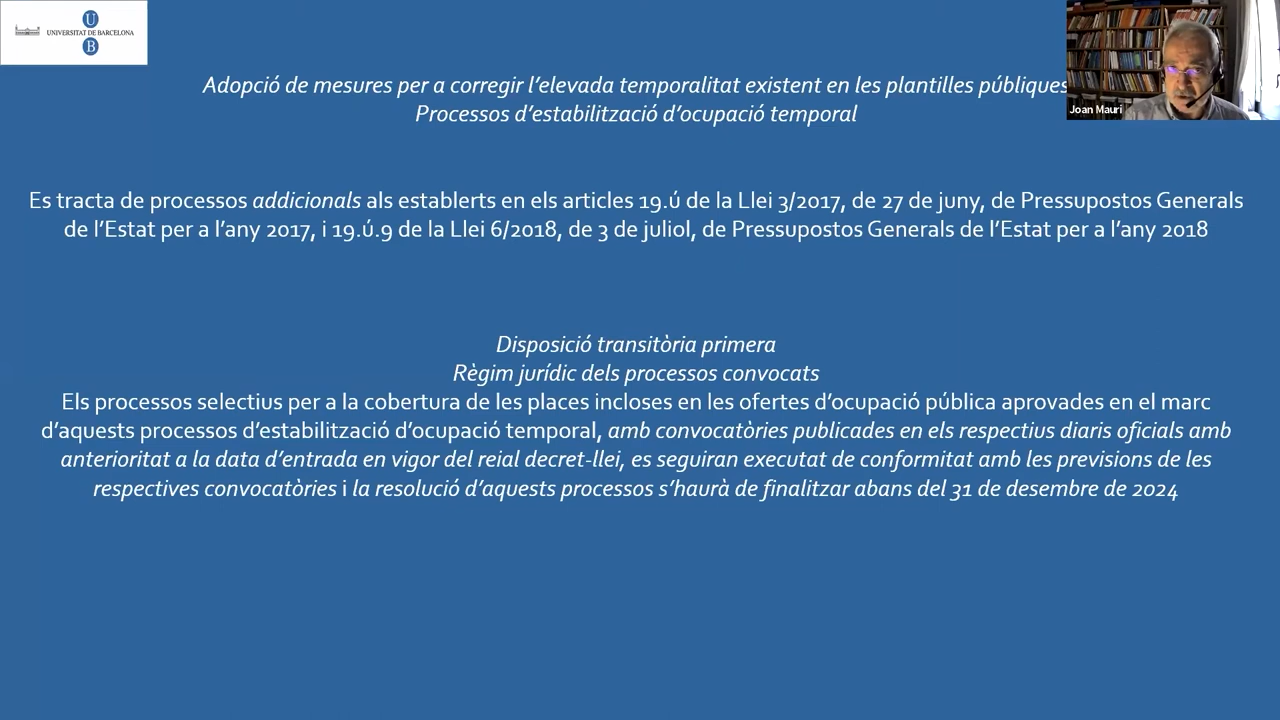 U
UNIVERSITAT DE BARCELONA
B
Adopció de mesures per a corregir l'elevada temporalitat existent en les plantilles públiques
Processos d'estabilització d'ocupació temporal
Joan Mauri
Es tracta de processos addicionals als establerts en els articles 19.ú de la Llei 3/2017, de 27 de juny, de Pressupostos Generals
de l'Estat per a l'any 2017, i 19.ú.9 de la Llei 6/2018, de 3 de juliol, de Pressupostos Generals de l'Estat per a l'any 2018
Disposició transitòria primera
Règim jurídic dels processos convocats
Els processos selectius per a la cobertura de les places incloses en les ofertes d'ocupació pública aprovades en el marc
d'aquests processos d'estabilització d'ocupació temporal, amb convocatòries publicades en els respectius diaris oficials amb
anterioritat a la data d'entrada en vigor del reial decret-llei, es seguiran executat de conformitat amb les previsions de les
respectives convocatòries i la resolució d'aquests processos s'haurà de finalitzar abans del 31 de desembre de 2024